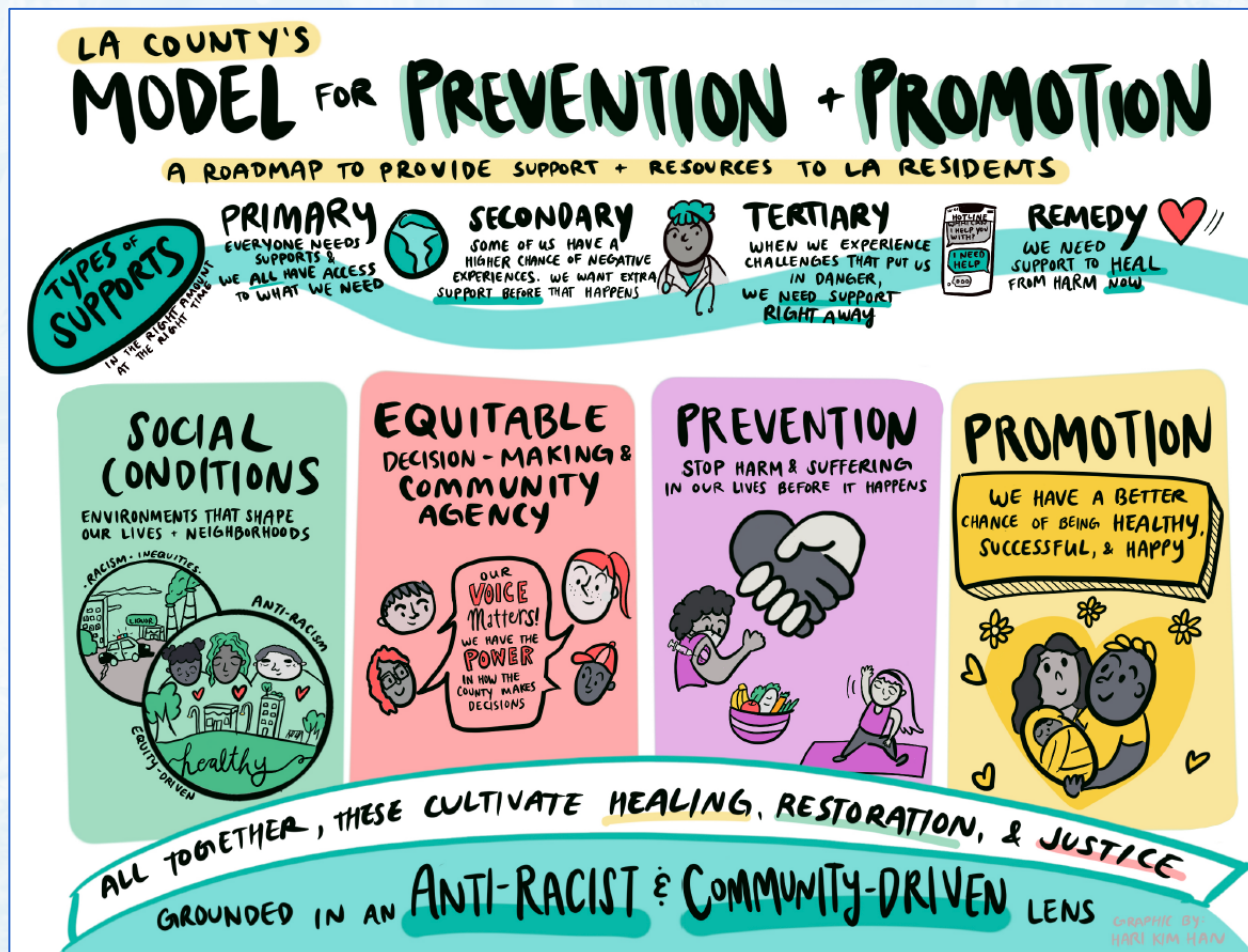 LA COUNTY'S
MODEL FOR PREVENTION + PROMOTION
A ROADMAP TO PROVIDE SUPPORT + RESOURCES TO LA RESIDENTS
TYPES OF
SUPPORTS
IN THE RIGHT AMOUNT
AT THE RIGHT TIME
PRIMARY
EVERYONE NEEDS
SUPPORTS &
WE ALL HAVE ACCESS
TO WHAT WE NEED
SECONDARY
SOME OF US HAVE A
HIGHER CHANCE OF NEGATIVE
EXPERIENCES. WE WANT EXTRA
SUPPORT BEFORE THAT HAPPENS
TERTIARY
WHEN WE EXPERIENCE
CHALLENGES THAT PUT US
IN DANGER,
WE NEED SUPPORT
RIGHT AWAY
HOTLINE
I HELP YOU
WITH?
I NEED
HELP
REMEDY
WE NEED
SUPPORT TO HEAL
FROM HARM NOW
SOCIAL
CONDITIONS
ENVIRONMENTS THAT SHAPE
OUR LIVES + NEIGHBORHOODS
·RACISM·INEQUITIES·
LIQUOR
ANTI-RACISM
EQUITY-DRIVEN
healthy
EQUITABLE
DECISION-MAKING &
COMMUNITY
AGENCY
OUR
VOICE
Matters!
WE HAVE THE
POWER
IN HOW THE
COUNTY MAKES
DECISIONS
PREVENTION
STOP HARM & SUFFERING
IN OUR LIVES BEFORE IT HAPPENS
PROMOTION
WE HAVE A BETTER
CHANCE OF BEING HEALTHY,
SUCCESSFUL, & HAPPY
ALL TOGETHER, THESE CULTIVATE HEALING, RESTORATION, & JUSTICE
GROUNDED IN AN ANTI-RACIST & COMMUNITY-DRIVEN LENS
GRAPHIC BY:
HARI KIM HAN